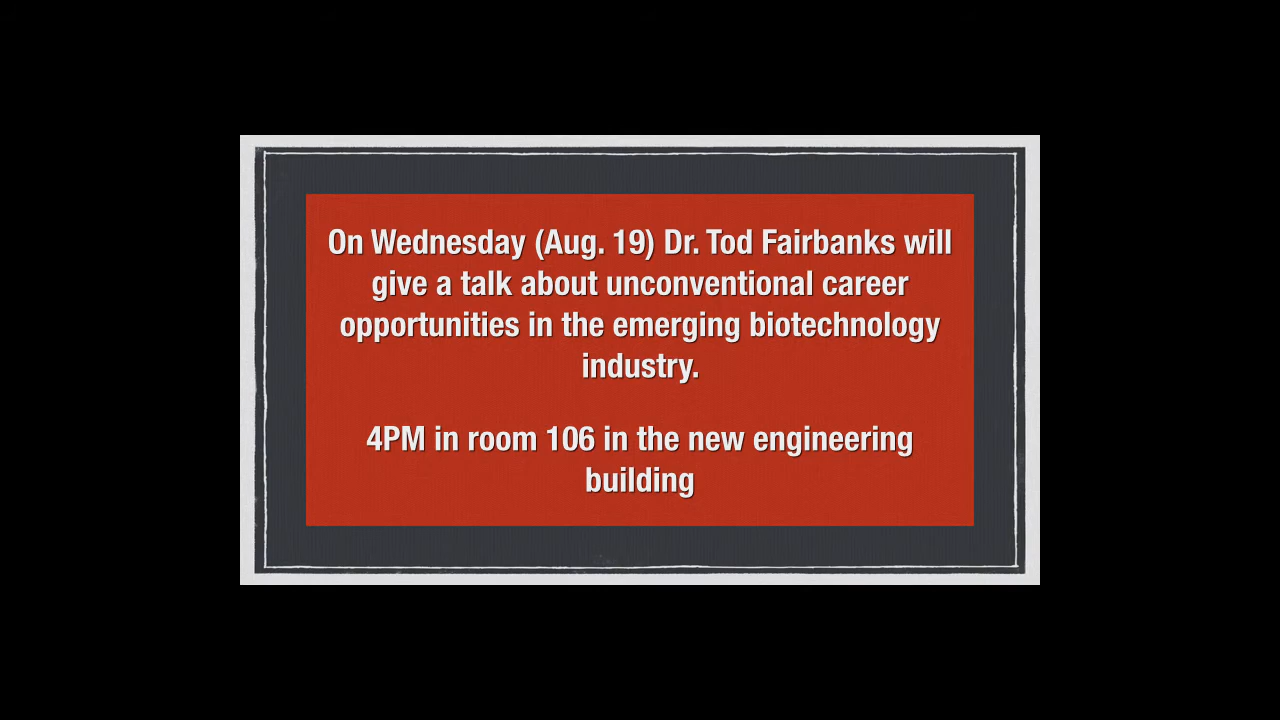 On Wednesday (Aug. 19) Dr. Tod Fairbanks will
give a talk about unconventional career
opportunities in the emerging biotechnology
industry.
4PM in room 106 in the new engineering
building